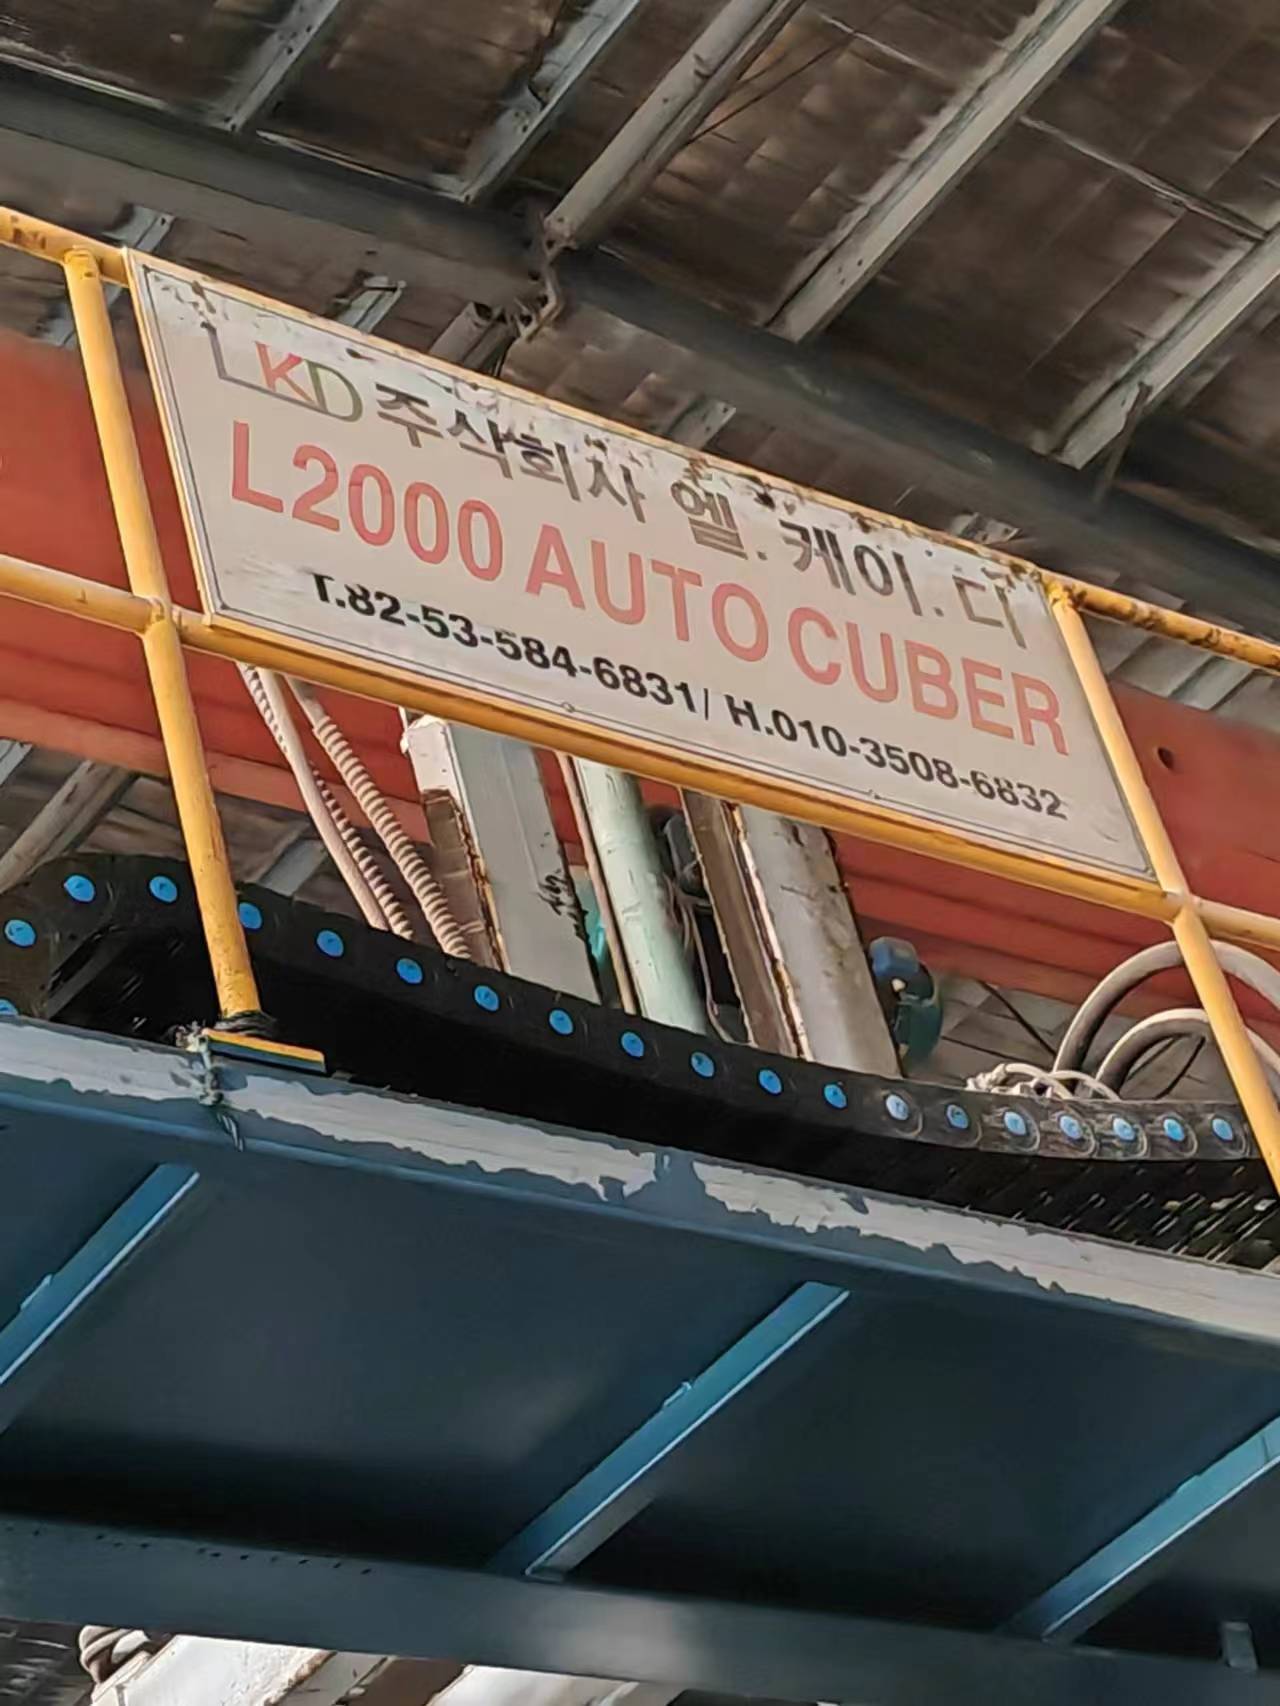 LKD 주식회사 엘.케이.디
L2000 AUTO CUBER
T.82-53-584-6831/ H.010-3508-6832